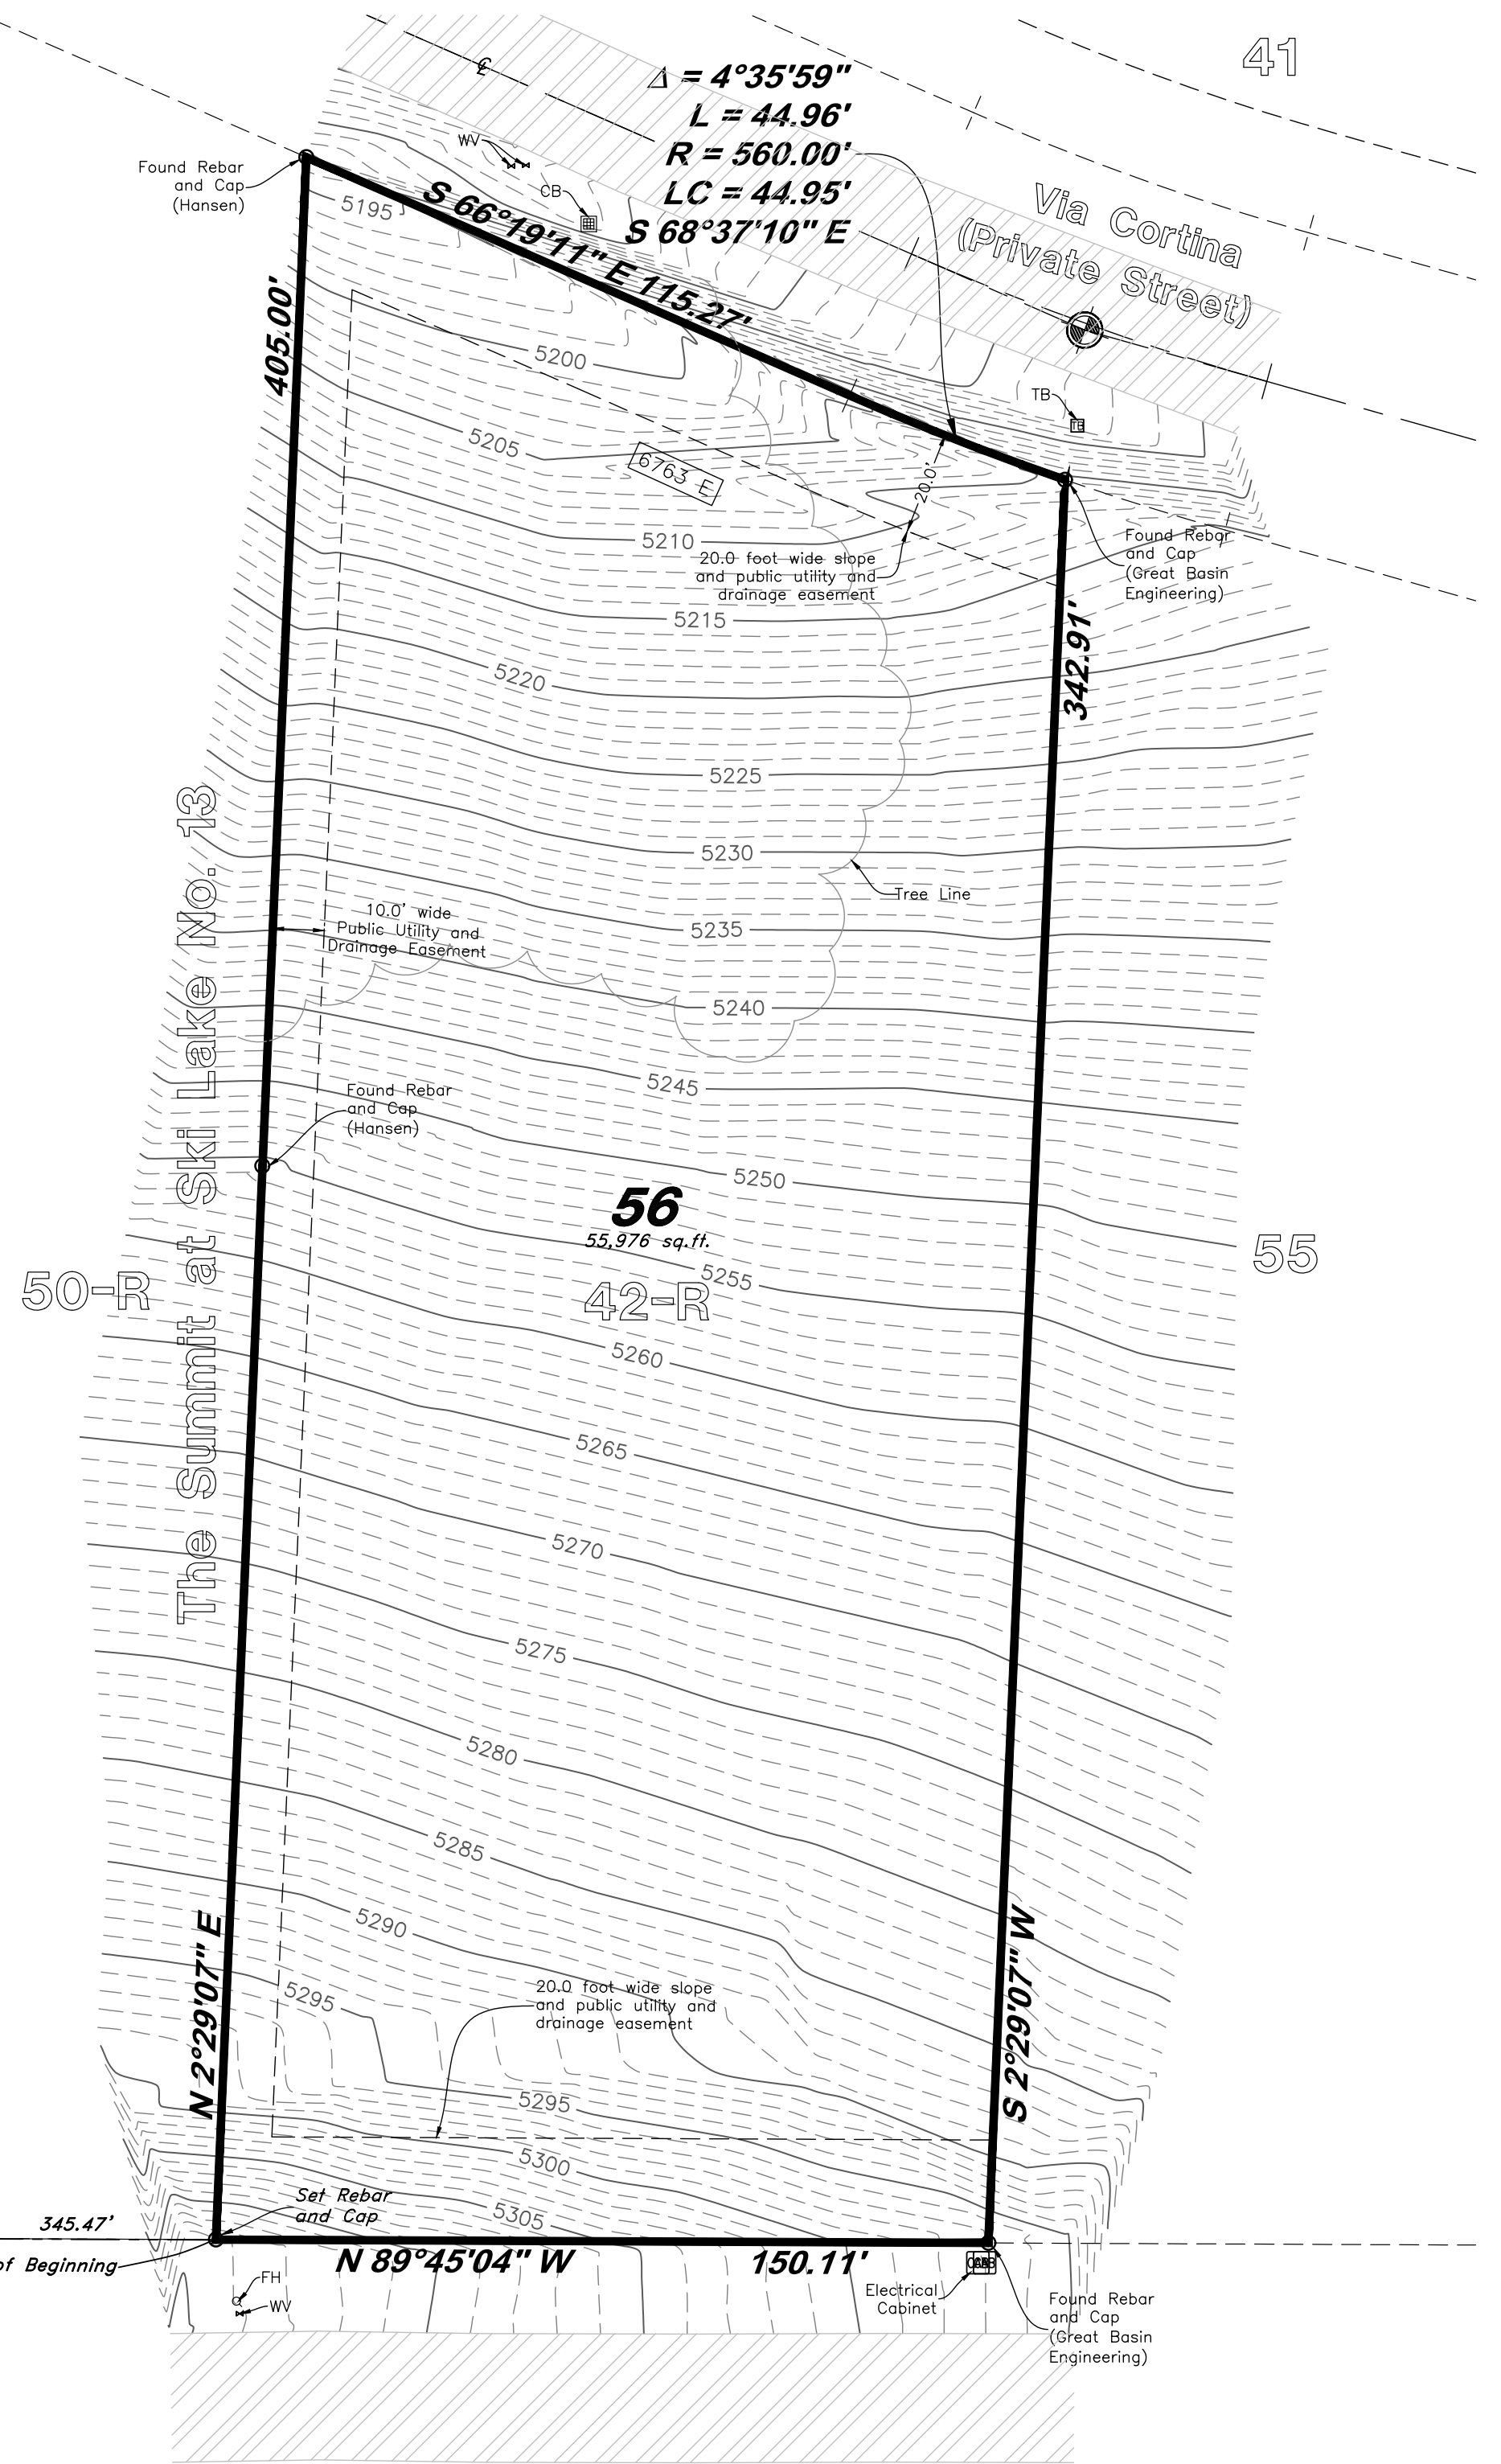 41
℄
Δ = 4°35'59"
L = 44.96'
R = 560.00'
LC = 44.95'
S 68°37'10" E
WV
CB
Found Rebar
and Cap
(Hansen)
Via Cortina
(Private Street)
S 66°19'11" E 115.27'
5195
405.00'
5200
TB
TB
5205
6763 E
20.0'
5210
20.0 foot wide slope
and public utility and
drainage easement
Found Rebar
and Cap
(Great Basin
Engineering)
5215
342.91'
5220
5225
5230
Tree Line
The Summit at Ski Lake No. 13
10.0' wide
Public Utility and
Drainage Easement
5235
5240
5245
Found Rebar
and Cap
(Hansen)
5250
56
55,976 sq.ft.
50-R
42-R
55
5255
5260
5265
5270
5275
5280
5285
5290
N 2°29'07" E
S 2°29'07" W
5295
20.0 foot wide slope
and public utility and
drainage easement
5295
5300
5305
Set Rebar
and Cap
345.47'
of Beginning
N 89°45'04" W 150.11'
FH
WV
Electrical
Cabinet
Found Rebar
and Cap
(Great Basin
Engineering)